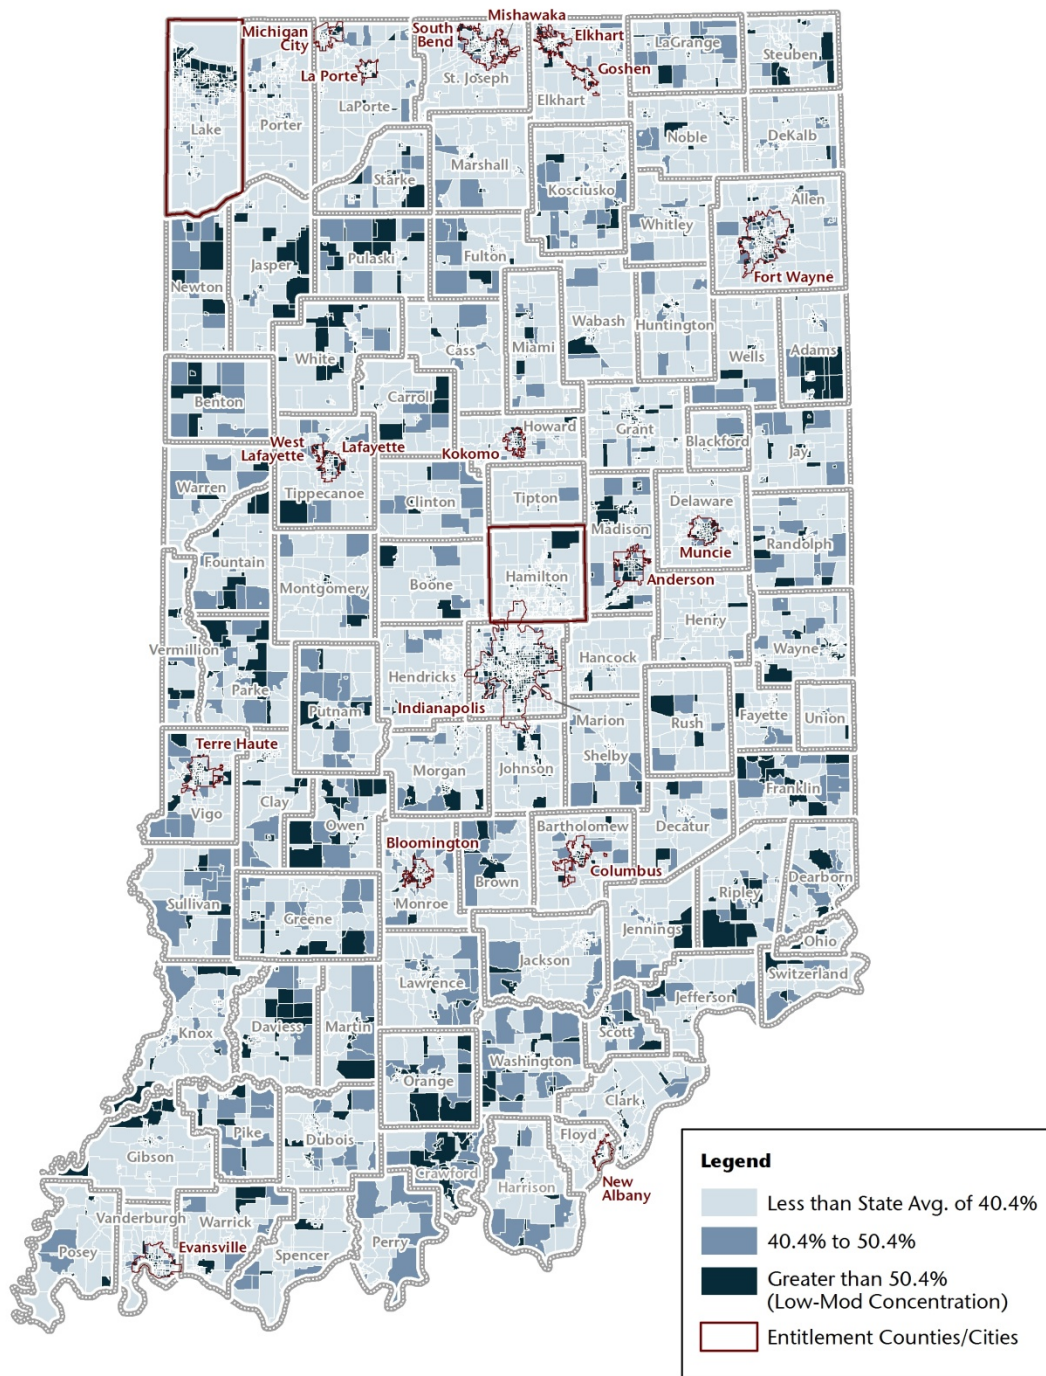 Mishawaka
Michigan
City
South
Bend
Elkhart
LaGrange
Steuben
La Porte
Goshen
St. Joseph
Elkhart
LaPorte
Lake
Porter
Noble
DeKalb
Marshall
Starke
Kosciusko
Allen
Whitley
Fort Wayne
Jasper
Pulaski
Fulton
Newton
Wabash
Huntington
White
Cass
Miami
Wells
Adams
Benton
Carroll
West
Lafayette
Lafayette
Kokomo
Howard
Grant
Blackford
Jay
Warren
Tippecanoe
Clinton
Tipton
Madison
Delaware
Muncie
Randolph
Fountain
Montgomery
Boone
Hamilton
Anderson
Henry
Vermillion
Parke
Putnam
Hendricks
Indianapolis
Hancock
Marion
Wayne
Rush
Fayette
Union
Terre Haute
Vigo
Clay
Morgan
Johnson
Shelby
Franklin
Owen
Bloomington
Bartholomew
Decatur
Columbus
Sullivan
Greene
Monroe
Brown
Jennings
Ripley
Dearborn
Ohio
Switzerland
Jackson
Lawrence
Jefferson
Knox
Daviess
Martin
Scott
Orange
Washington
Clark
Pike
Dubois
Gibson
Crawford
Floyd
New
Albany
Harrison
Vanderburgh
Warrick
Posey
Evansville
Spencer
Perry
Legend
Less than State Avg. of 40.4%
40.4% to 50.4%
Greater than 50.4%
(Low-Mod Concentration)
Entitlement Counties/Cities